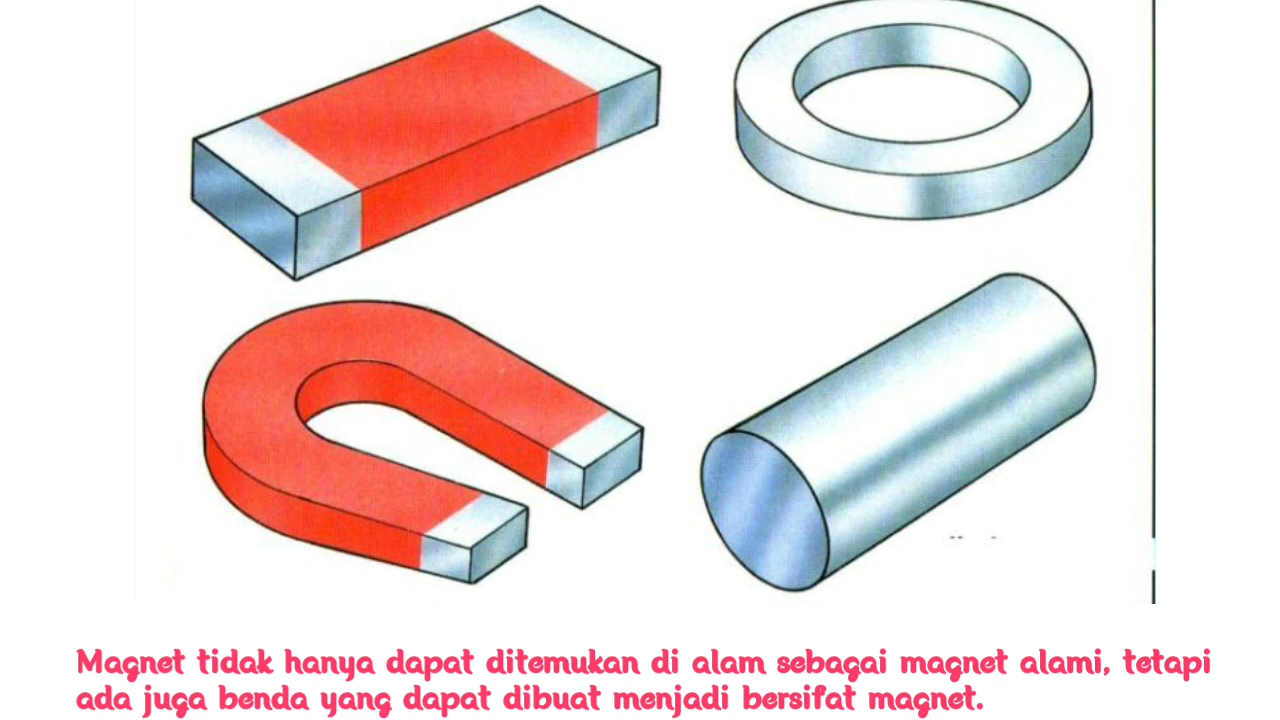 Magnet tidak hanya dapat ditemukan di alam sebagai magnet alami, tetapi
ada juga benda yang dapat dibuat menjadi bersifat magnet.